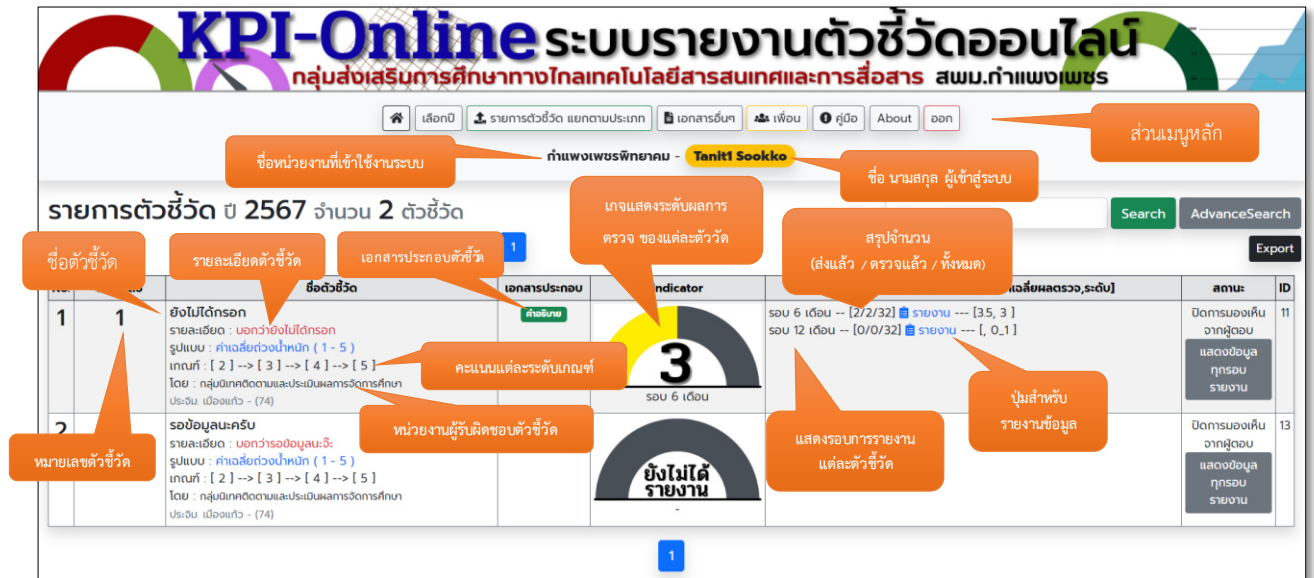 KPI-Online ระบบรายงานตัวชี้วัดออนไลน์
กลุ่มส่งเสริมการศึกษาทางไกลเทคโนโลยีสารสนเทศและการสื่อสาร สพม.กำแพงเพชร
เลือกปี
รายการตัวชี้วัด แยกตามประเภท
เอกสารอื่นๆ
เพื่อน
คู่มือ
About
ออก
ส่วนเมนูหลัก
ชื่อหน่วยงานที่เข้าใช้งานระบบ
กำแพงเพชรพิทยาคม - Tanit1 Sookko
ชื่อ นามสกุล ผู้เข้าสู่ระบบ
รายการตัวชี้วัด ปี 2567 จำนวน 2 ตัวชี้วัด
Search
AdvanceSearch
Export
1
ชื่อตัวชี้วัด
รายละเอียดตัวชี้วัด
เอกสารประกอบตัวชี้วัด
เกจแสดงระดับผลการ
ตรวจ ของแต่ละตัววัด
สรุปจำนวน
(ส่งแล้ว / ตรวจแล้ว / ทั้งหมด)
ชื่อตัวชี้วัด
เอกสารประกอบ
Indicator
เฉลี่ยผลตรวจ,ระดับ]
สถานะ
ID
1
1
ยังไม่ได้กรอก
รายละเอียด : บอกว่ายังไม่ได้กรอก
รูปแบบ : ค่าเฉลี่ยถ่วงน้ำหนัก ( 1 - 5 )
เกณฑ์ : [ 2 ] --> [ 3 ] --> [ 4 ] --> [ 5 ]
โดย : กลุ่มนิเทศติดตามและประเมินผลการจัดการศึกษา
ประจิม เมืองแก้ว - (74)
คำอธิบาย
3
รอบ 6 เดือน
รอบ 6 เดือน -- [2/2/32] รายงาน --- [3.5, 3 ]
รอบ 12 เดือน -- [0/0/32] รายงาน --- [, 0_1 ]
ปิดการมองเห็น
จากผู้ตอบ
แสดงข้อมูล
ทุกรอบ
รายงาน
11
คะแนนแต่ละระดับเกณฑ์
หน่วยงานผู้รับผิดชอบตัวชี้วัด
ปุ่มสำหรับ
รายงานข้อมูล
แสดงรอบการรายงาน
แต่ละตัวชี้วัด
หมายเลขตัวชี้วัด
2
รอข้อมูลนะครับ
รายละเอียด : บอกว่ารอข้อมูลนะจ๊ะ
รูปแบบ : ค่าเฉลี่ยถ่วงน้ำหนัก ( 1 - 5 )
เกณฑ์ : [ 2 ] --> [ 3 ] --> [ 4 ] --> [ 5 ]
โดย : กลุ่มนิเทศติดตามและประเมินผลการจัดการศึกษา
ประจิม เมืองแก้ว - (74)
ยังไม่ได้
รายงาน
-
ปิดการมองเห็น
จากผู้ตอบ
แสดงข้อมูล
ทุกรอบ
รายงาน
13
1